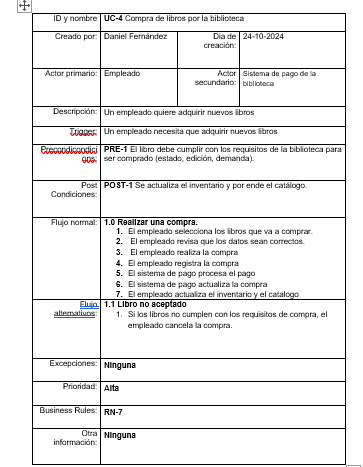 ID y nombre UC-4 Compra de libros por la biblioteca
Creado por: Daniel Fernández Dia de 24-10-2024
creación:
Actor primario: Empleado Actor Sistema de pago de la
secundario: biblioteca
Descripción: Un empleado quiere adquirir nuevos libros
Trigger: Un empleado necesita que adquirir nuevos libros
Precondicondici PRE-1 El libro debe cumplir con los requisitos de la biblioteca para
ons: ser comprado (estado, edición, demanda).
Post POST-1 Se actualiza el inventario y por ende el catálogo.
Condiciones:
Flujo normal: 1.0 Realizar una compra.
1. El empleado selecciona los libros que va a comprar.
2. El empleado revisa que los datos sean correctos.
3. El empleado realiza la compra
4. El empleado registra la compra
5. El sistema de pago procesa el pago
6. El sistema de pago actualiza la compra
7. El empleado actualiza el inventario y el catalogo
Flujo 1.1 Libro no aceptado
alternativos: 1. Si los libros no cumplen con los requisitos de compra, el
empleado cancela la compra.
Excepciones: Ninguna
Prioridad: Alta
Business Rules: RN-7
Otra Ninguna
información: